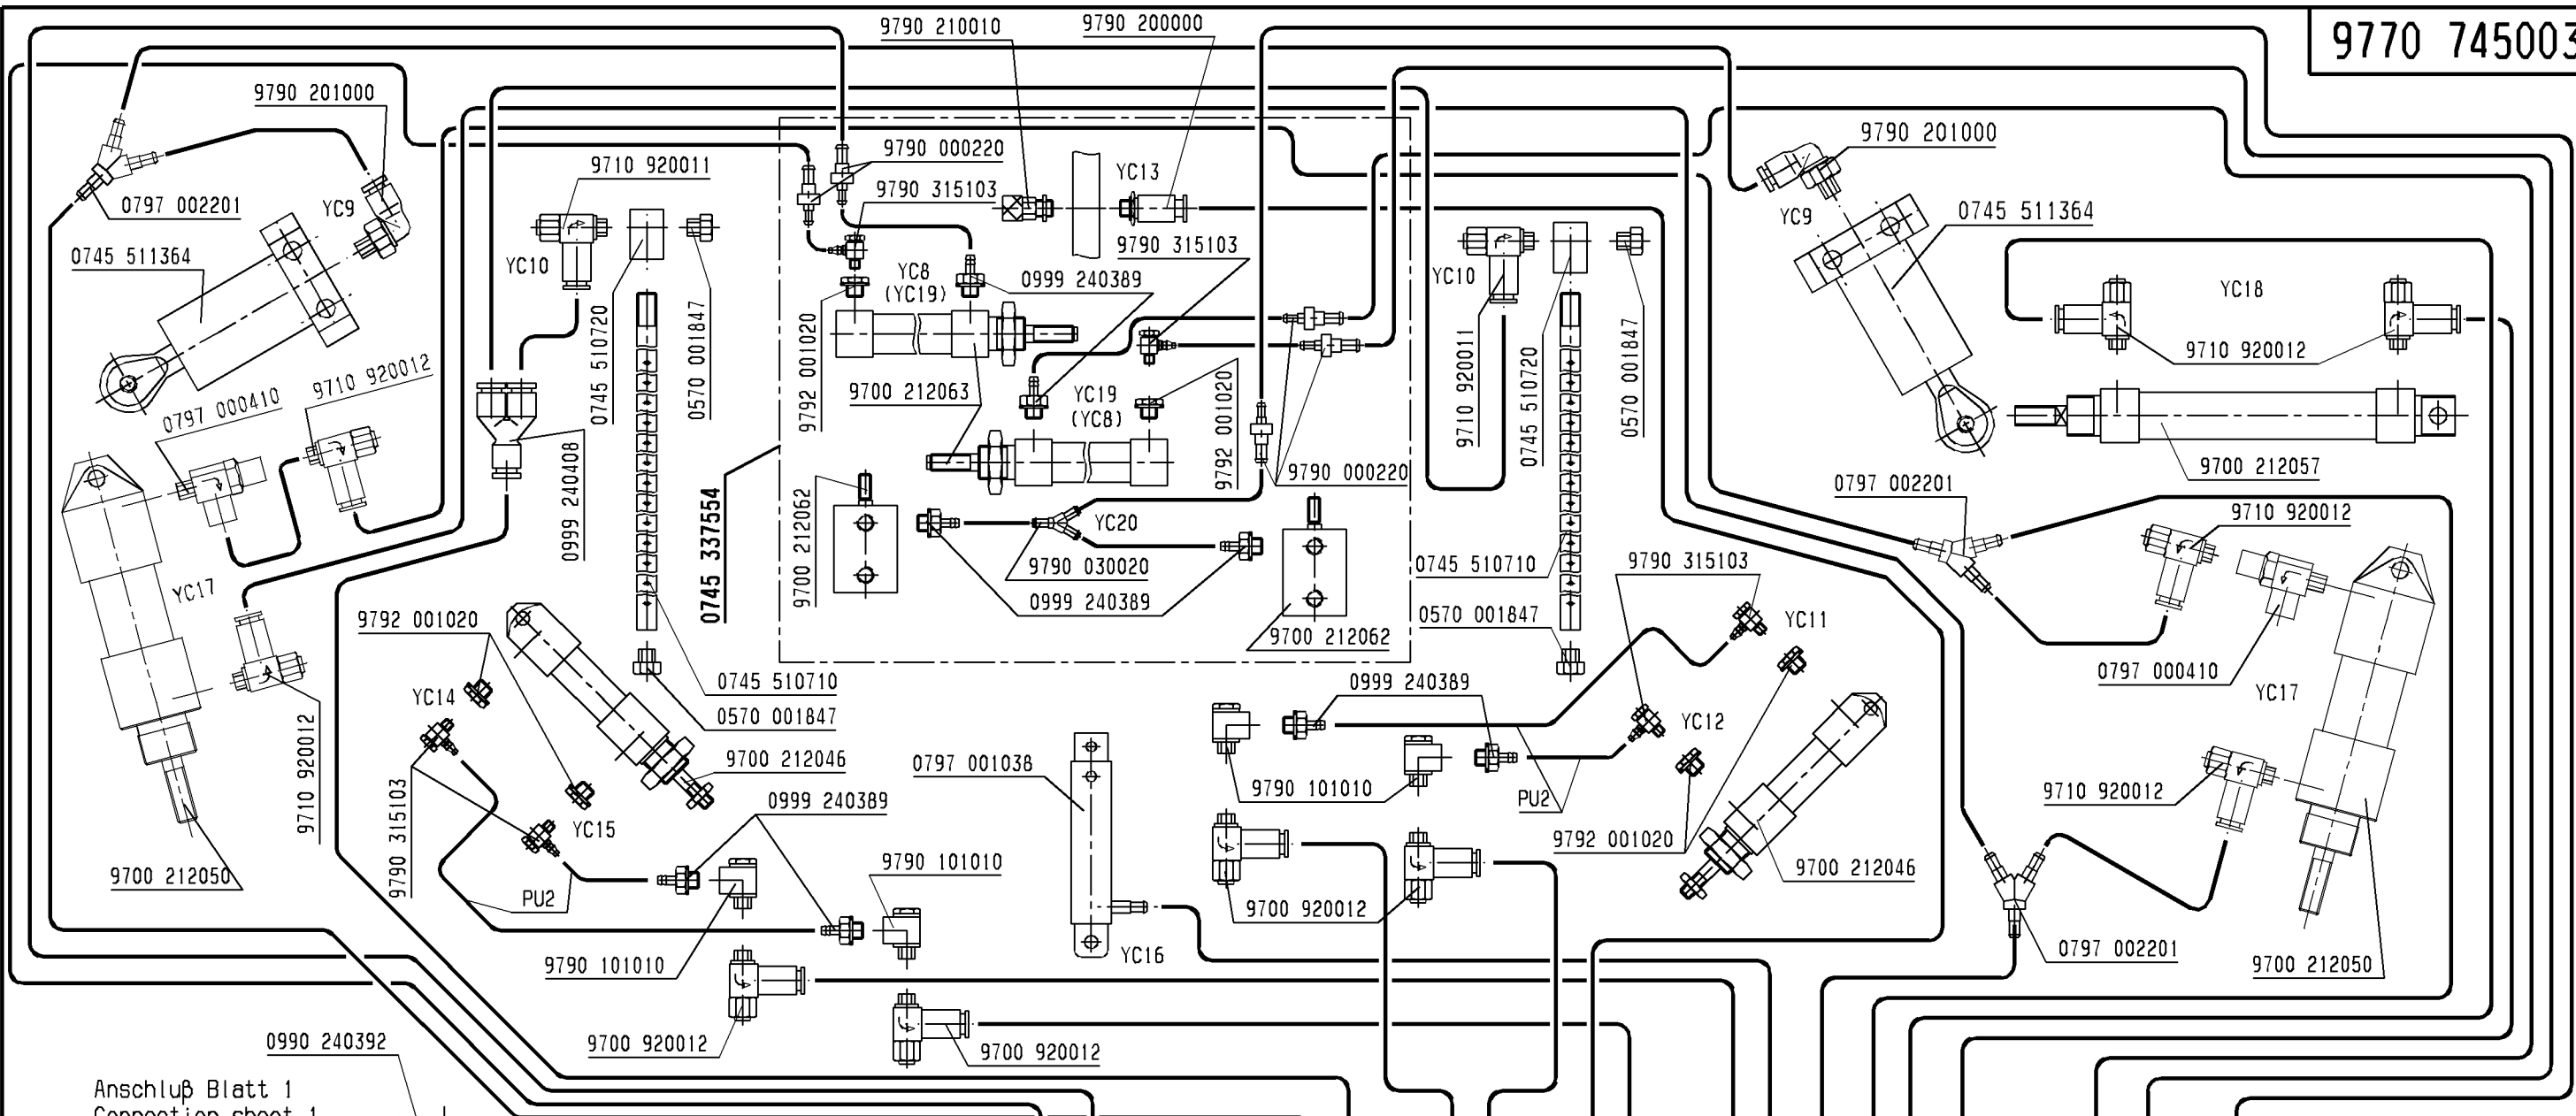 9770 745003
9790 210010
9790 200000
9790 201000
9790 000220
9790 315103
YC13
9790 201000
9710 920011
0797 002201
YC9
0745 511364
YC10
0745 510720
0570 001847
9792 001020
YC8
(YC19)
0999 240389
9790 315103
YC10
9710 920011
0745 510720
0570 001847
YC9
0745 511364
YC18
9710 920012
9700 212057
0797 000410
9710 920012
0999 240408
9700 212063
YC19
(YC8)
9792 001020
9790 000220
0745 337554
9700 212062
YC20
9790 030020
0999 240389
9700 212062
0745 510710
0570 001847
9790 315103
YC11
0797 002201
9710 920012
0797 000410
YC17
YC17
9710 920012
9792 001020
YC14
9790 315103
YC15
PU2
0745 510710
0570 001847
9700 212046
0999 240389
9790 101010
9790 101010
9700 920012
9700 920012
0797 001038
YC16
0999 240389
9790 101010
PU2
YC12
9792 001020
9700 212046
9700 920012
9710 920012
0797 002201
9700 212050
9700 212050
0990 240392
Anschluβ Blatt 1
Connection sheet 1